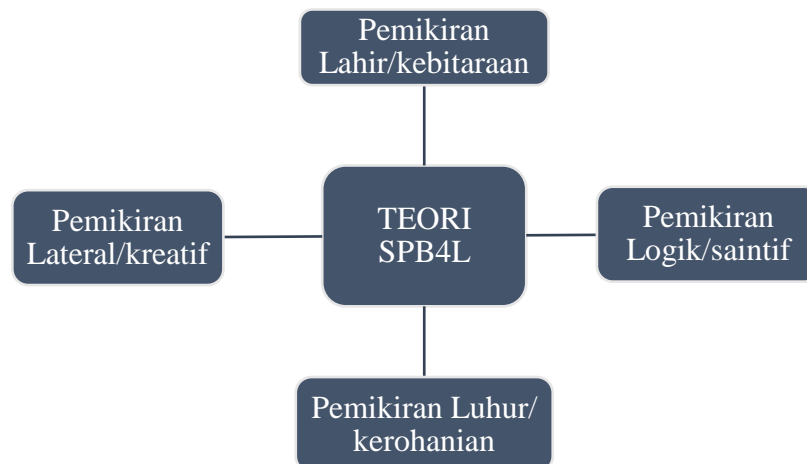 Pemikiran
Lahir/kebitaraan
Pemikiran
Lateral/kreatif
TEORI
SPB4L
Pemikiran
Logik/saintif
Pemikiran Luhur/
kerohanian